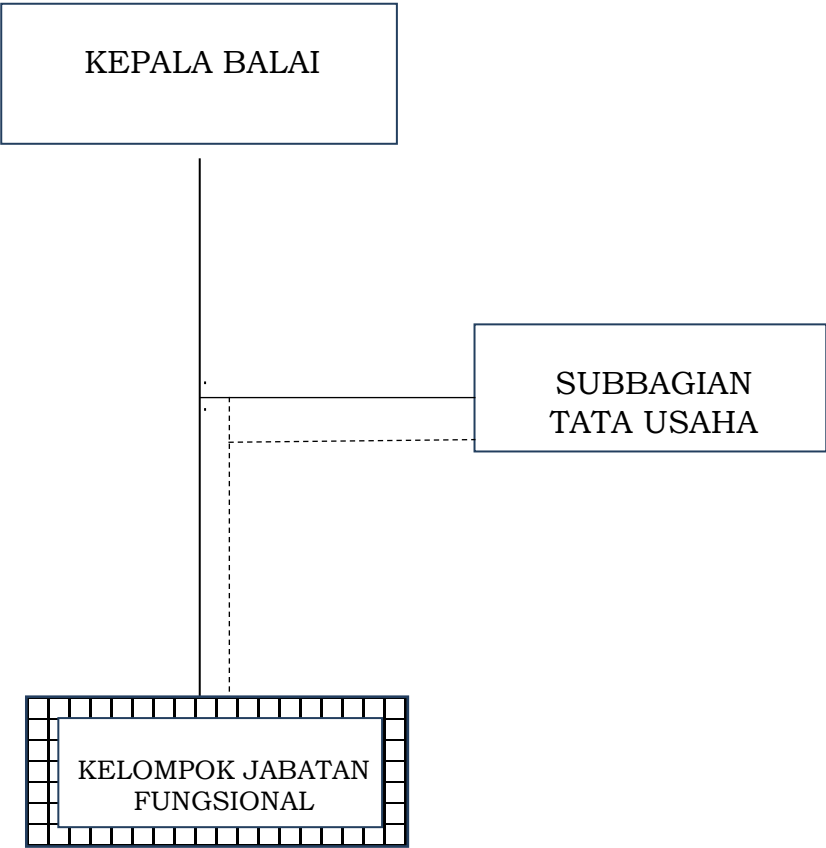 KEPALA BALAI
SUBBAGIAN
TATA USAHA
KELOMPOK JABATAN
FUNGSIONAL